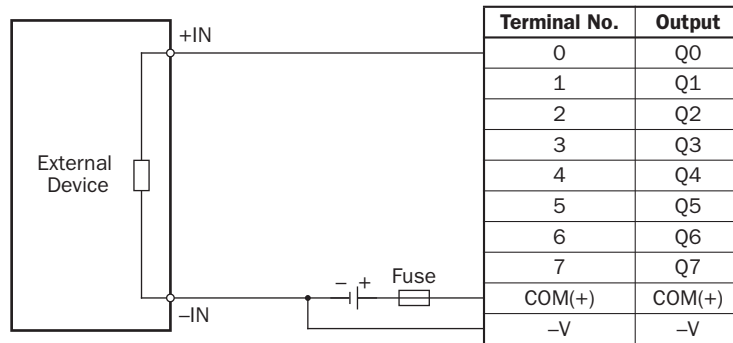 +IN
External
Device
– +
Fuse
–IN
Terminal No. Output
0 Q0
1 Q1
2 Q2
3 Q3
4 Q4
5 Q5
6 Q6
7 Q7
COM(+) COM(+)
–V –V